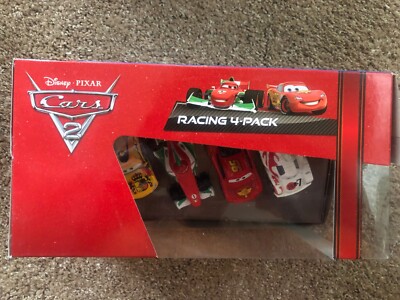 Disney · PIXAR
Cars
2
RACING 4-PACK